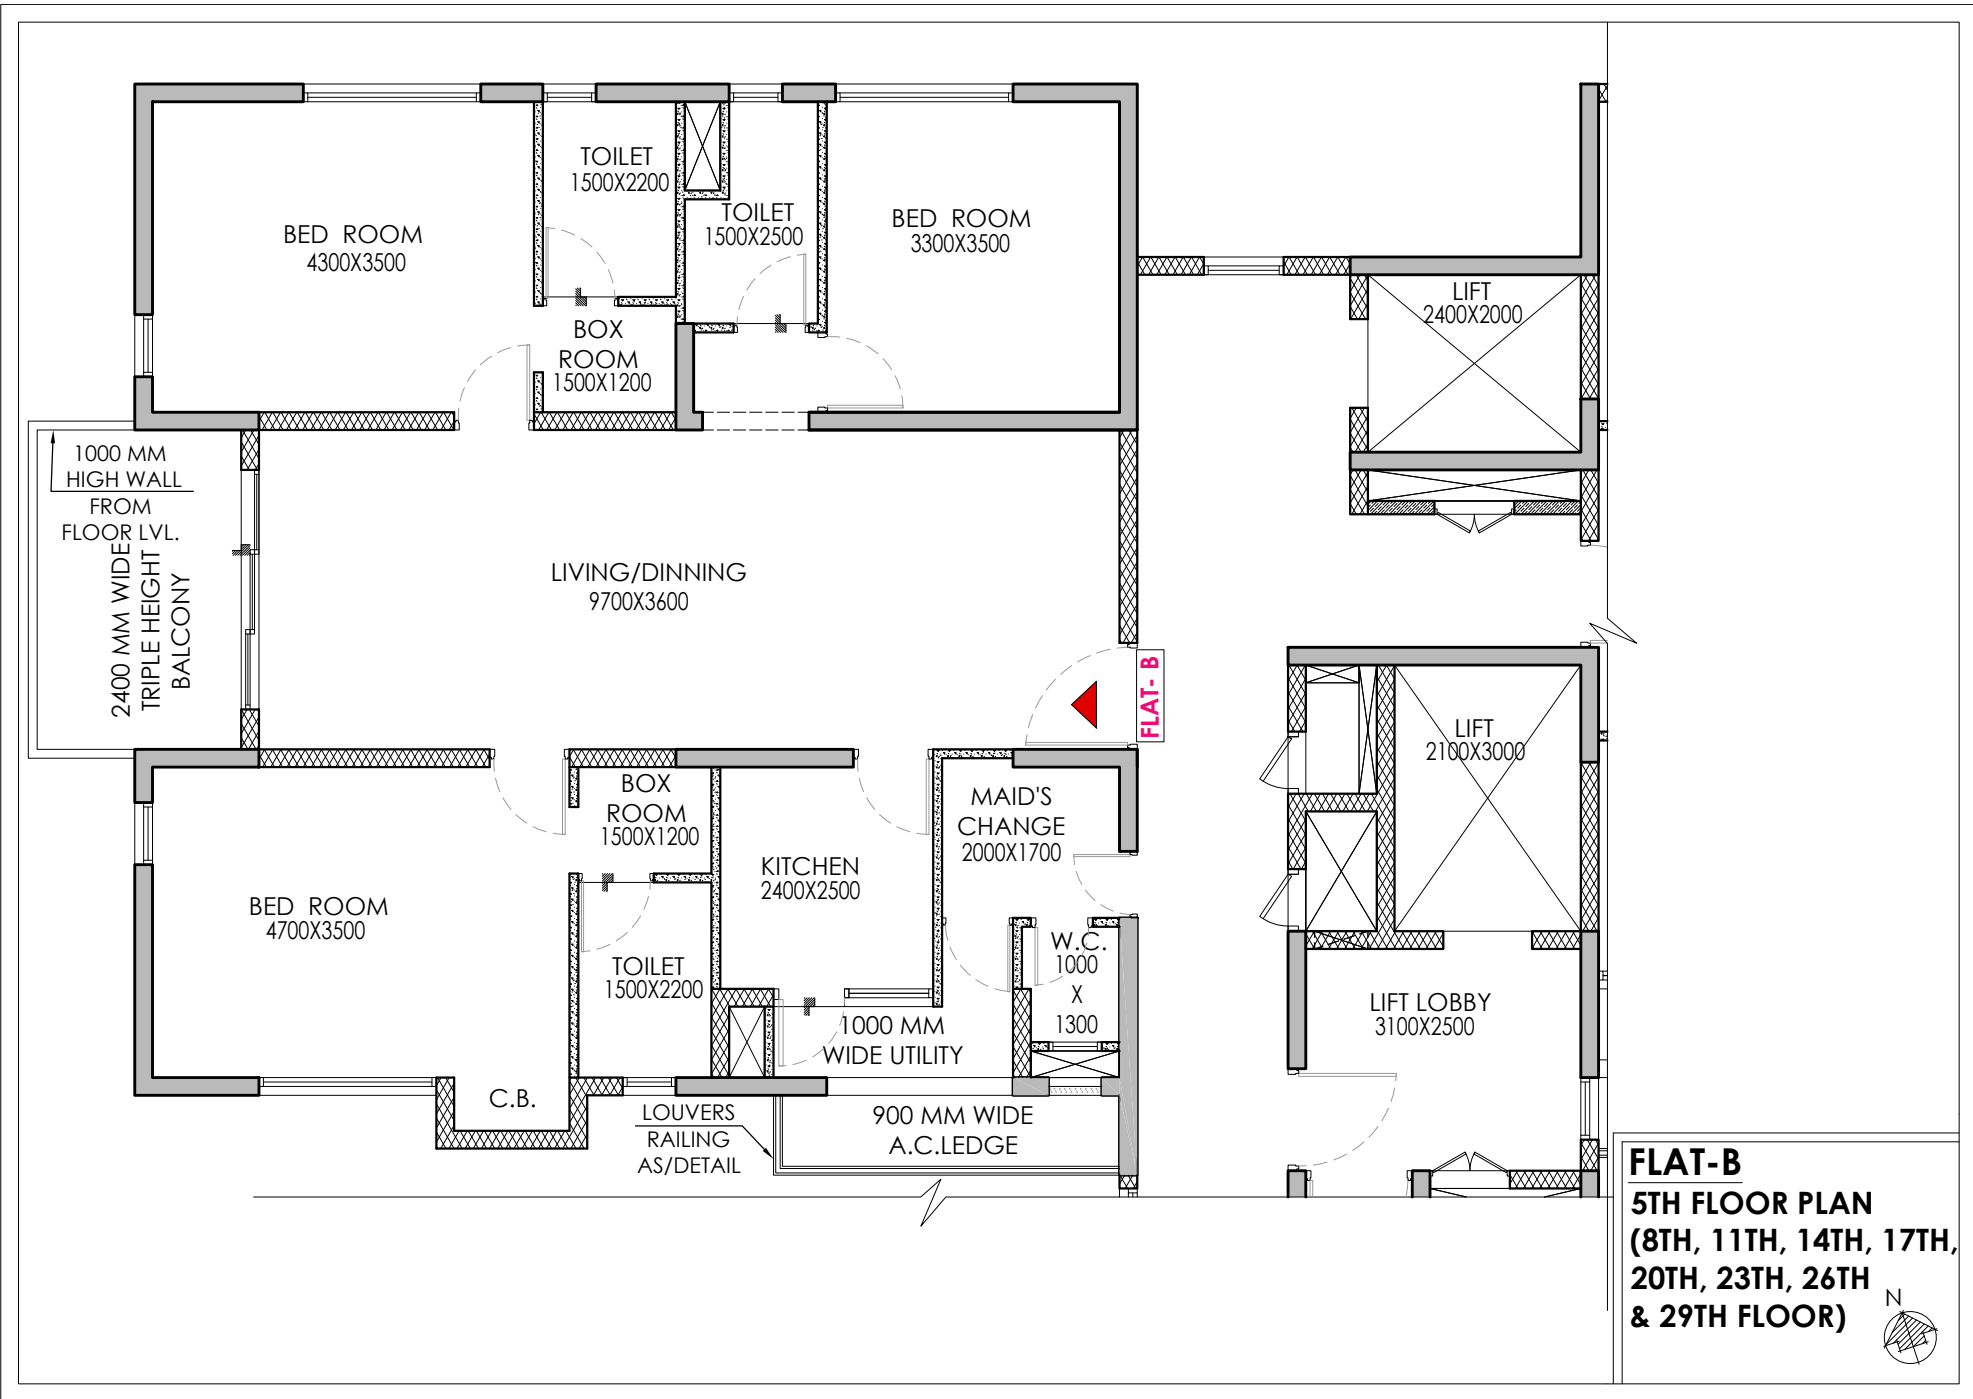 TOILET
1500X2200
TOILET
1500X2500
BED ROOM
4300X3500
BED ROOM
3300X3500
LIFT
2400X2000
BOX
ROOM
1500X1200
1000 MM
HIGH WALL
FROM
FLOOR LVL.
2400 MM WIDE
TRIPLE HEIGHT
BALCONY
LIVING/DINNING
9700X3600
FLAT- B
LIFT
2100X3000
BOX
ROOM
1500X1200
MAID'S
CHANGE
2000X1700
KITCHEN
2400X2500
BED ROOM
4700X3500
TOILET
1500X2200
W.C.
1000
X
1300
LIFT LOBBY
3100X2500
1000 MM
WIDE UTILITY
C.B.
LOUVERS
RAILING
AS/DETAIL
900 MM WIDE
A.C.LEDGE
FLAT-B
5TH FLOOR PLAN
(8TH, 11TH, 14TH, 17TH,
20TH, 23TH, 26TH
& 29TH FLOOR)
N